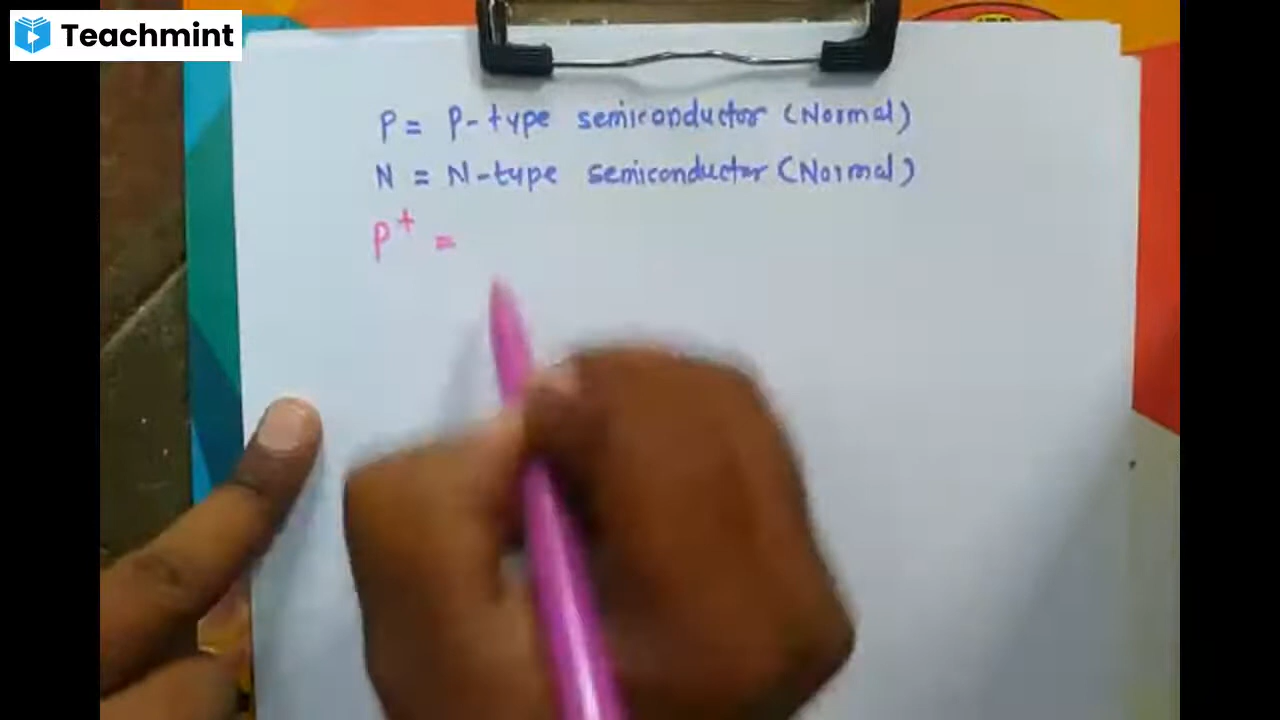 Teachmint
P = P-type semiconductor (Normal)
N = N-type semiconductor (Normal)
P⁺ =